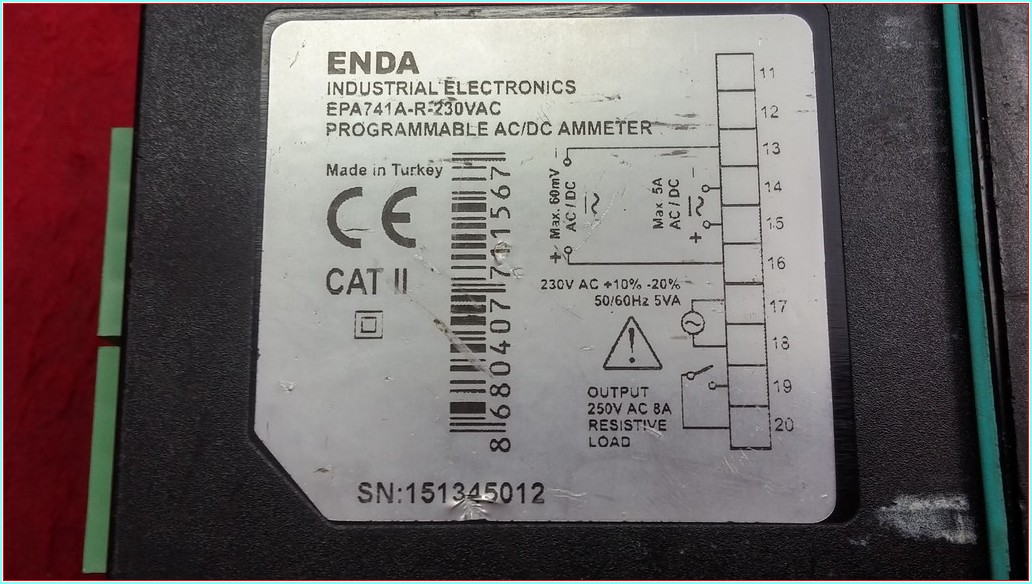 ENDA
INDUSTRIAL ELECTRONICS
EPA741A-R-230VAC
PROGRAMMABLE AC/DC AMMETER
Made in Turkey
CE
CAT II
8680407711567
SN:151345012
+ Max. 60mV –
AC / DC
Max 5A
AC / DC
+ –
230V AC +10% -20%
50/60Hz 5VA
OUTPUT
250V AC 8A
RESISTIVE
LOAD
11
12
13
14
15
16
17
18
19
20